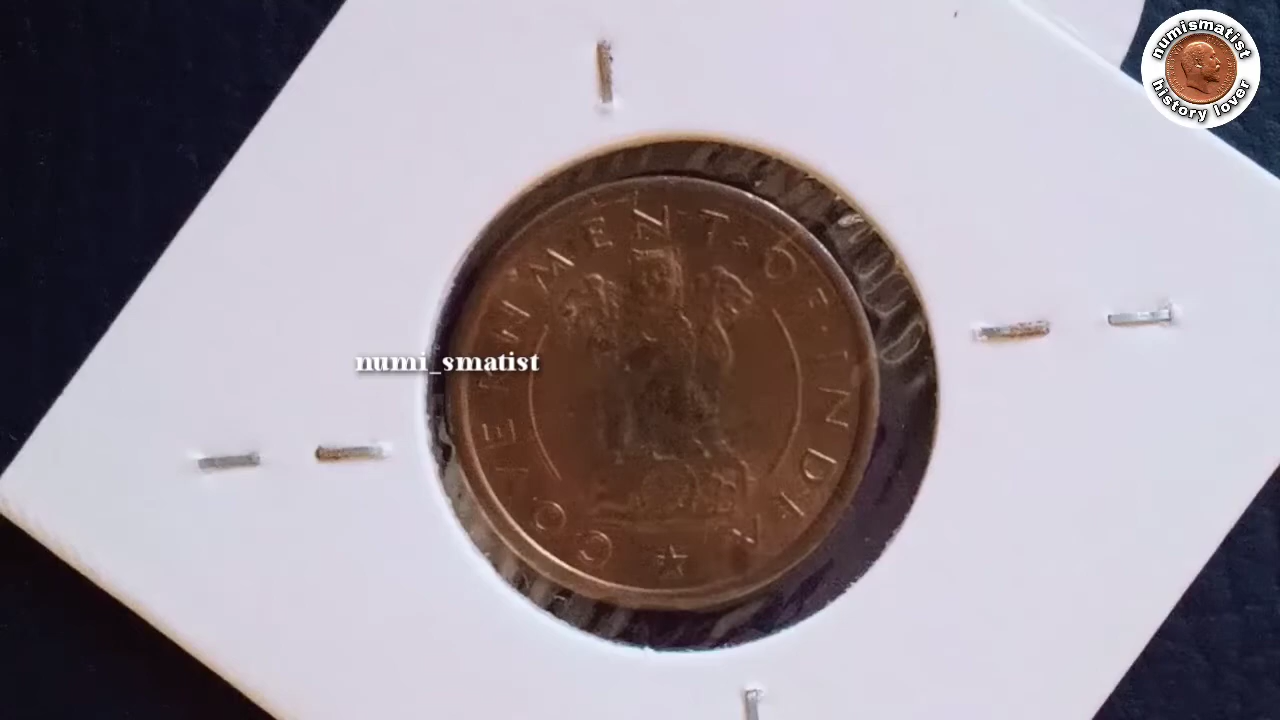 numismatist
history lover
GOVERNMENT OF INDIA
numi_smatist